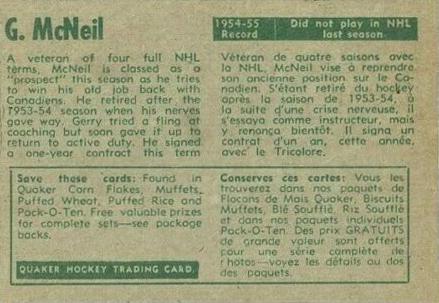 G. McNeil
1954-55 Did not play in NHL
Record last season.
A veteran of four full NHL
terms, McNeil is classed as a
"prospect" this season as he tries
to win his old job back with
Canadiens. He retired after the
1953-54 season when his nerves
gave way. Gerry tried a fling at
coaching but soon gave it up to
return to active duty. He signed
a one-year contract this term
Vétéran de quatre saisons avec
la NHL, McNeil vise à reprendre
son ancienne position sur le Ca-
nadien. S'étant retiré du hockey
après la saison de 1953-54, à
la suite d'une crise nerveuse, il
s'essaya comme instructeur, mais
y renonça bientôt. Il signa un
contrat d'un an, cette année,
avec le Tricolore.
Save these cards: Found in
Quaker Corn Flakes, Muffets,
Puffed Wheat, Puffed Rice and
Pack-O-Ten. Free valuable prizes
for complete sets—see package
backs.
QUAKER HOCKEY TRADING CARD.
Conserves ces cartes: Vous les
trouverez dans nos paquets de
Flocons de Maïs Quaker, Biscuits
Muffets, Blé Soufflé, Riz Soufflé
et dans nos paquets individuels
Pack-O-Ten. Des prix GRATUITS
de grande valeur sont offerts
pour une série complète de
photos—voyez les détails au dos
des paquets.